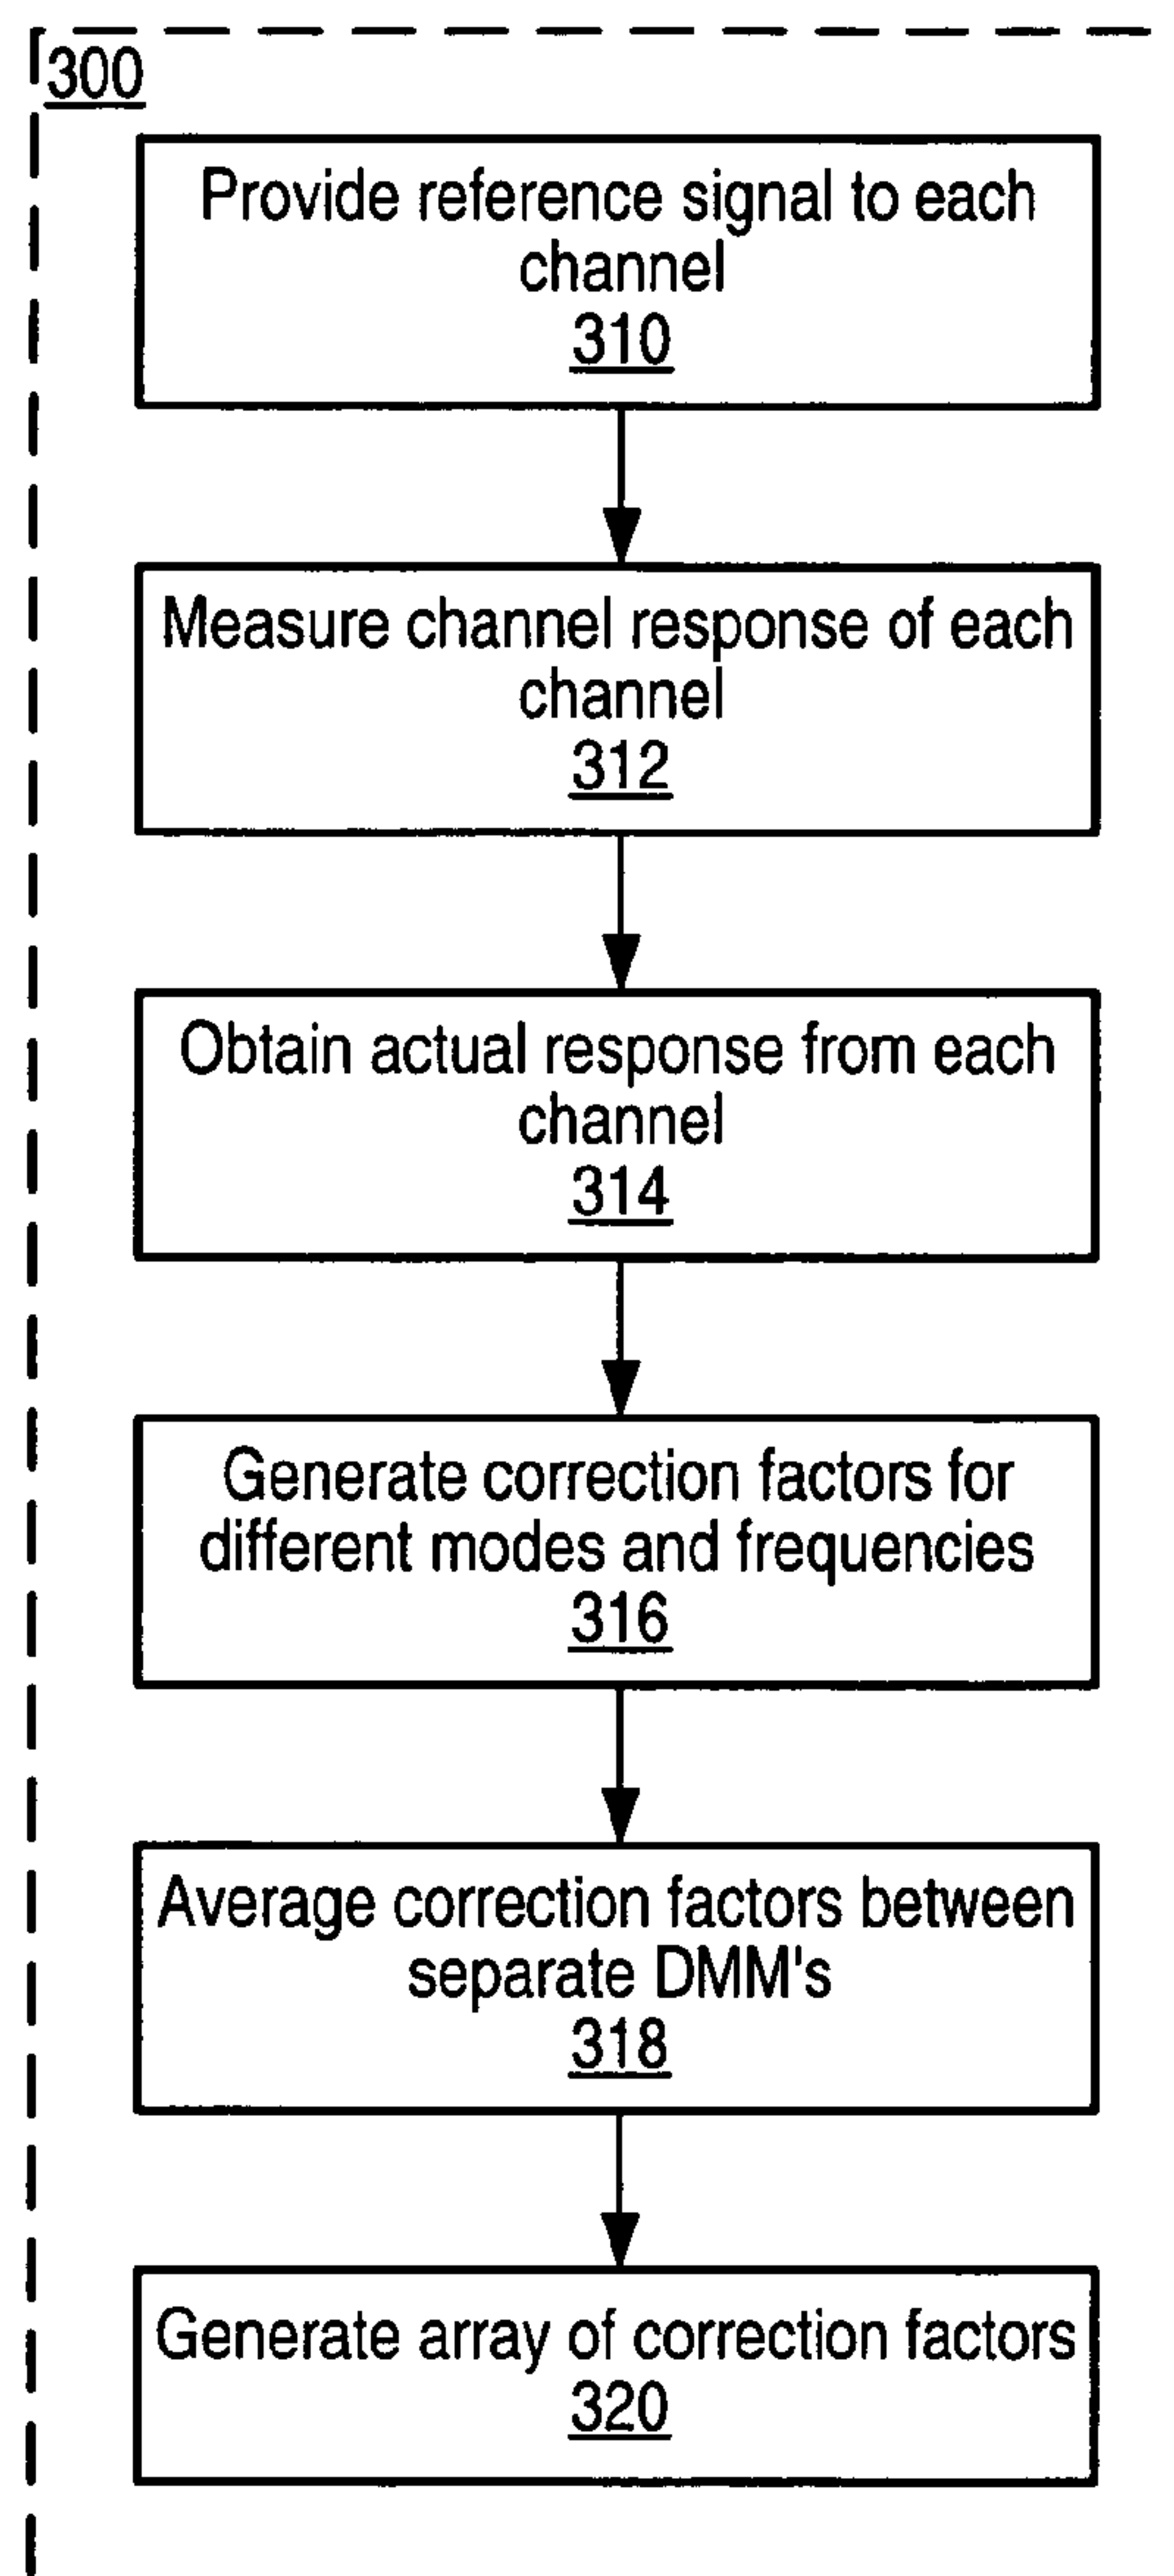 300
Provide reference signal to each
channel
310
Measure channel response of each
channel
312
Obtain actual response from each
channel
314
Generate correction factors for
different modes and frequencies
316
Average correction factors between
separate DMM's
318
Generate array of correction factors
320